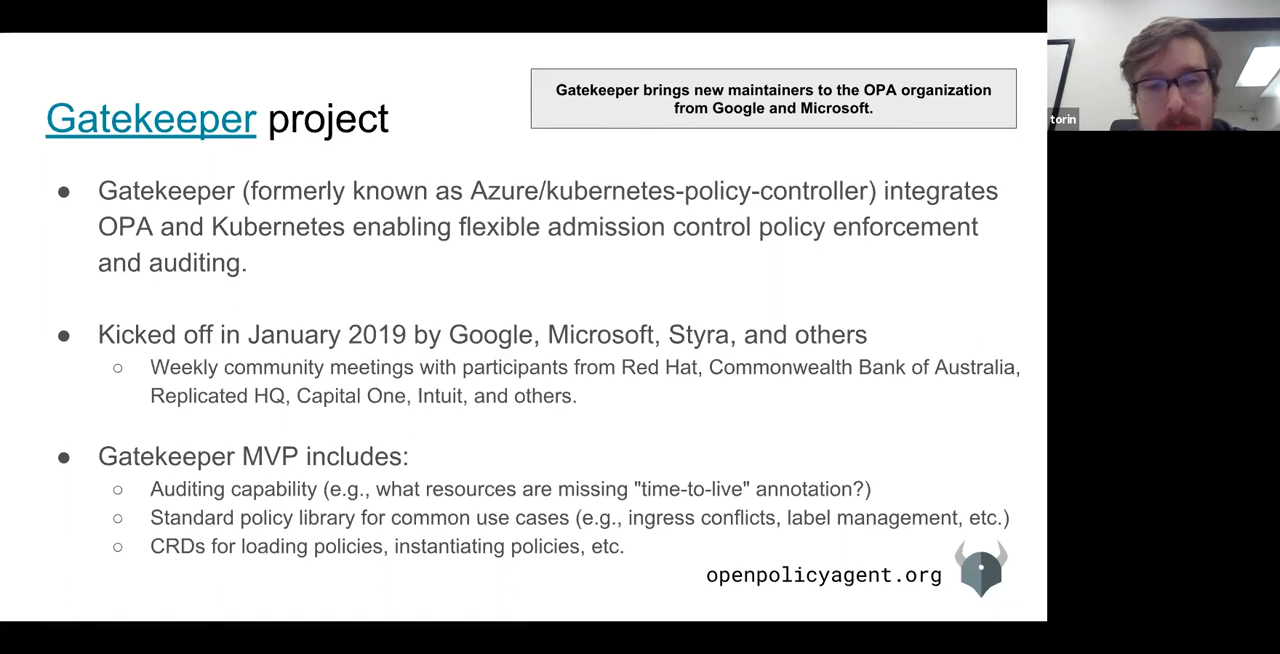 Gatekeeper project
Gatekeeper brings new maintainers to the OPA organization
from Google and Microsoft.
torin
● Gatekeeper (formerly known as Azure/kubernetes-policy-controller) integrates
OPA and Kubernetes enabling flexible admission control policy enforcement
and auditing.
● Kicked off in January 2019 by Google, Microsoft, Styra, and others
○ Weekly community meetings with participants from Red Hat, Commonwealth Bank of Australia,
Replicated HQ, Capital One, Intuit, and others.
● Gatekeeper MVP includes:
○ Auditing capability (e.g., what resources are missing "time-to-live" annotation?)
○ Standard policy library for common use cases (e.g., ingress conflicts, label management, etc.)
○ CRDs for loading policies, instantiating policies, etc.
openpolicyagent.org